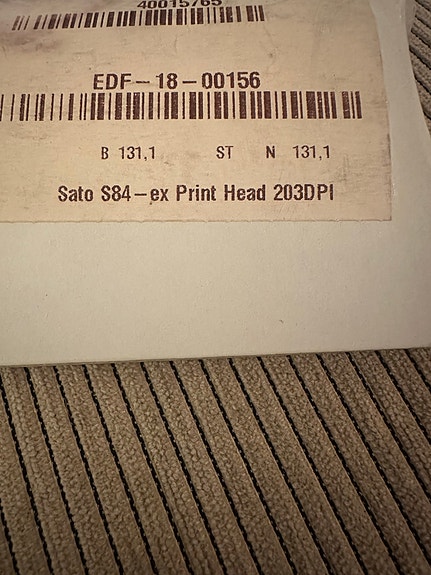 40015765
EDF-18-00156
B 131,1 ST N 131,1
Sato S84-ex Print Head 203DPI